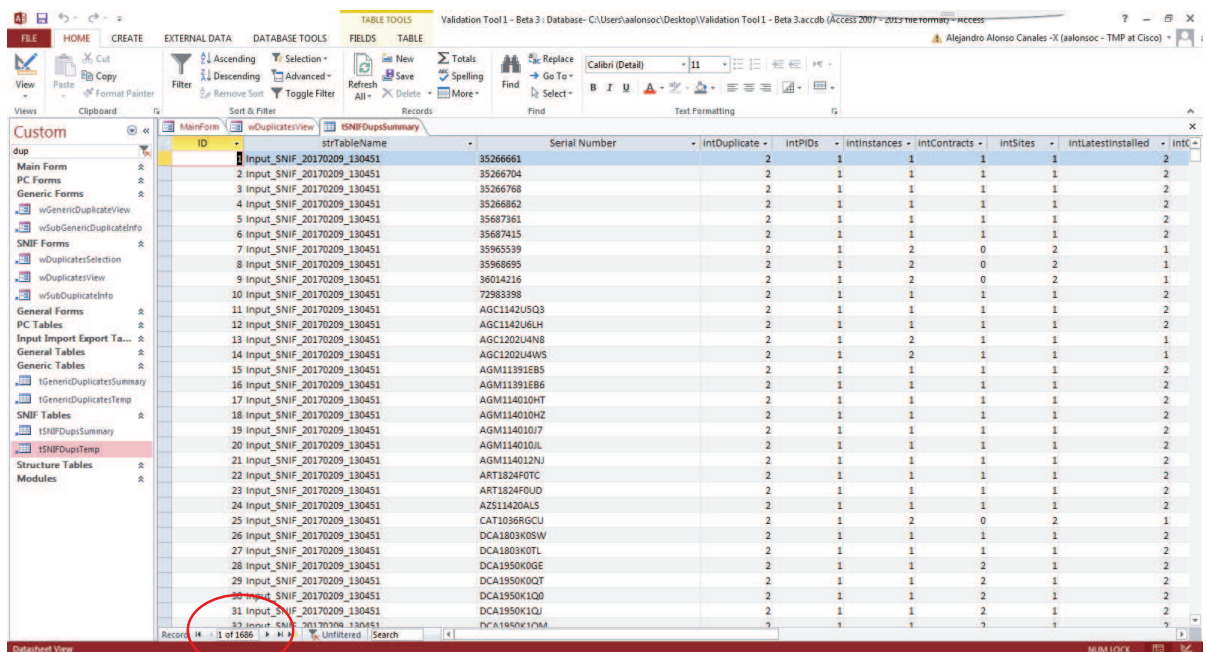 TABLE TOOLS Validation Tool 1 - Beta 3 : Database- C:\Users\aalonsoc\Desktop\Validation Tool 1 - Beta 3.accdb (Access 2007 - 2013 file format) - Access
FILE HOME CREATE EXTERNAL DATA DATABASE TOOLS FIELDS TABLE Alejandro Alonso Canales -X (aalonsoc - TMP at Cisco)
View Paste Cut Copy Format Painter
Filter Ascending Descending Remove Sort Selection Advanced Toggle Filter
Refresh All New Save Delete Totals Spelling More
Find Replace Go To Select
Calibri (Detail) 11
B I U A
Views Clipboard Sort & Filter Records Find Text Formatting
Custom MainForm wDuplicatesView tSNIFDupsSummary
dup
Main Form
PC Forms
Generic Forms
wGenericDuplicateView
wSubGenericDuplicateInfo
SNIF Forms
wDuplicatesSelection
wDuplicatesView
wSubDuplicateInfo
General Forms
PC Tables
Input Import Export Ta...
General Tables
Generic Tables
tGenericDuplicatesSummary
tGenericDuplicatesTemp
SNIF Tables
tSNIFDupsSummary
tSNIFDupsTemp
Structure Tables
Modules
ID strTableName Serial Number intDuplicate intPIDs intInstances intContracts intSites intLatestInstalled intC
1 Input_SNIF_20170209_130451 35266661 2 1 1 1 1 2
2 Input_SNIF_20170209_130451 35266704 2 1 1 1 1 2
3 Input_SNIF_20170209_130451 35266768 2 1 1 1 1 2
4 Input_SNIF_20170209_130451 35266862 2 1 1 1 1 2
5 Input_SNIF_20170209_130451 35687361 2 1 1 1 1 2
6 Input_SNIF_20170209_130451 35687415 2 1 1 1 1 2
7 Input_SNIF_20170209_130451 35965539 2 1 2 0 2 1
8 Input_SNIF_20170209_130451 35968695 2 1 2 0 2 1
9 Input_SNIF_20170209_130451 36014216 2 1 2 0 2 1
10 Input_SNIF_20170209_130451 72983398 2 1 1 1 1 2
11 Input_SNIF_20170209_130451 AGC1142U5Q3 2 1 1 1 1 2
12 Input_SNIF_20170209_130451 AGC1142U6LH 2 1 1 1 1 2
13 Input_SNIF_20170209_130451 AGC1202U4N8 2 1 2 1 1 1
14 Input_SNIF_20170209_130451 AGC1202U4WS 2 1 2 1 1 1
15 Input_SNIF_20170209_130451 AGM11391EB5 2 1 1 1 1 2
16 Input_SNIF_20170209_130451 AGM11391EB6 2 1 1 1 1 2
17 Input_SNIF_20170209_130451 AGM114010HT 2 1 1 1 1 2
18 Input_SNIF_20170209_130451 AGM114010HZ 2 1 1 1 1 2
19 Input_SNIF_20170209_130451 AGM114010J7 2 1 1 1 1 2
20 Input_SNIF_20170209_130451 AGM114010JL 2 1 1 1 1 2
21 Input_SNIF_20170209_130451 AGM114012NJ 2 1 1 1 1 2
22 Input_SNIF_20170209_130451 ART1824F0TC 2 1 1 1 1 2
23 Input_SNIF_20170209_130451 ART1824F0UD 2 1 1 1 1 2
24 Input_SNIF_20170209_130451 AZS11420ALS 2 1 1 1 1 2
25 Input_SNIF_20170209_130451 CAT1036RGCU 2 1 2 0 2 1
26 Input_SNIF_20170209_130451 DCA1803K0SW 2 1 1 1 1 2
27 Input_SNIF_20170209_130451 DCA1803K0TL 2 1 1 1 1 2
28 Input_SNIF_20170209_130451 DCA1950K0GE 2 1 1 2 1 2
29 Input_SNIF_20170209_130451 DCA1950K0QT 2 1 1 2 1 2
30 Input_SNIF_20170209_130451 DCA1950K1Q0 2 1 1 2 1 2
31 Input_SNIF_20170209_130451 DCA1950K1QJ 2 1 1 2 1 2
32 Input_SNIF_20170209_130451 DCA1950K1QM 2 1 1 2 1 2
Record: 1 of 1686 Unfiltered Search
Datasheet View NUM LOCK